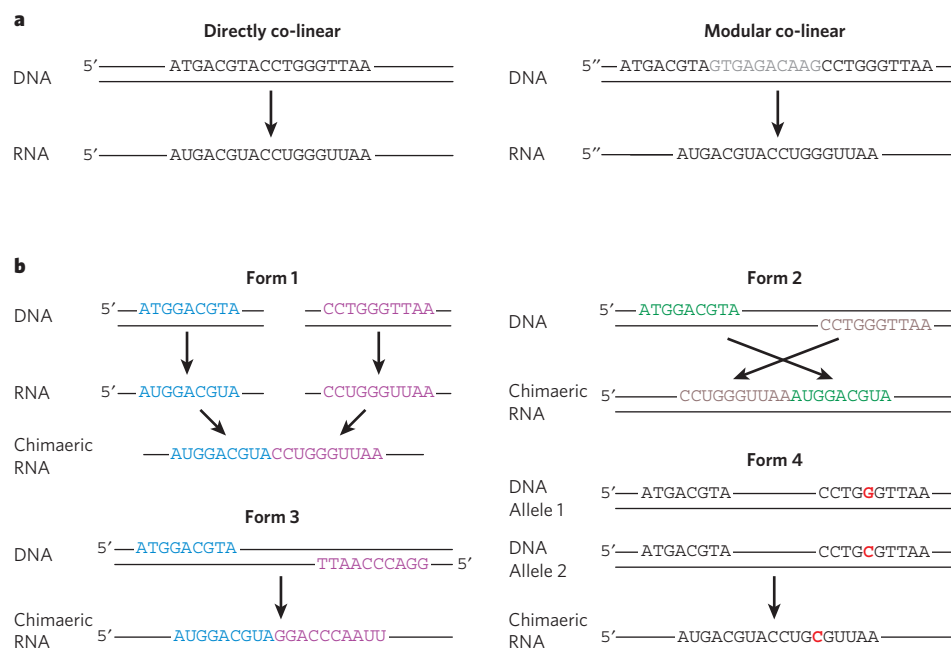 a
Directly co-linear
DNA 5′ ATGACGTACCTGGGTTAA
RNA 5′ AUGACGUACCUGGGUUAA
Modular co-linear
DNA 5″ ATGACGTAGTGAGACAAGCCTGGGTTAA
RNA 5″ AUGACGUACCUGGGUUAA
b
Form 1
DNA 5′ ATGGACGTA CCTGGGTTAA
RNA 5′ AUGGACGUA CCUGGGUUAA
Chimaeric
RNA AUGGACGUACCUGGGUUAA
Form 2
DNA 5′ ATGGACGTA
CCTGGGTTAA
Chimaeric
RNA 5′ CCUGGGUUAAAUGGACGUA
Form 3
DNA 5′ ATGGACGTA
TTAACCCAGG 5′
Chimaeric
RNA 5′ AUGGACGUAGGACCCAAUU
Form 4
DNA
Allele 1 5′ ATGACGTA CCTGGGTTAA
DNA
Allele 2 5′ ATGACGTA CCTGCGTTAA
Chimaeric
RNA 5′ AUGACGUACCUGCGUUAA